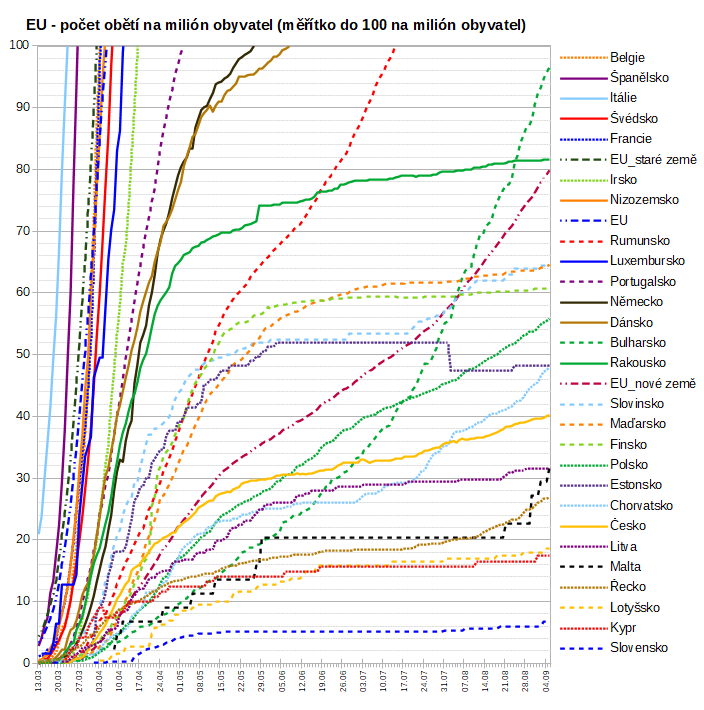 EU - počet obětí na milión obyvatel (měřítko do 100 na milión obyvatel)
100
90
80
70
60
50
40
30
20
10
0
13.03
20.03
27.03
03.04
10.04
17.04
24.04
01.05
08.05
15.05
22.05
29.05
05.06
12.06
19.06
26.06
03.07
10.07
17.07
24.07
31.07
07.08
14.08
21.08
28.08
04.09
Belgie
Španělsko
Itálie
Švédsko
Francie
EU_staré země
Irsko
Nizozemsko
EU
Rumunsko
Luxembursko
Portugalsko
Německo
Dánsko
Bulharsko
Rakousko
EU_nové země
Slovinsko
Maďarsko
Finsko
Polsko
Estonsko
Chorvatsko
Česko
Litva
Malta
Řecko
Lotyšsko
Kypr
Slovensko